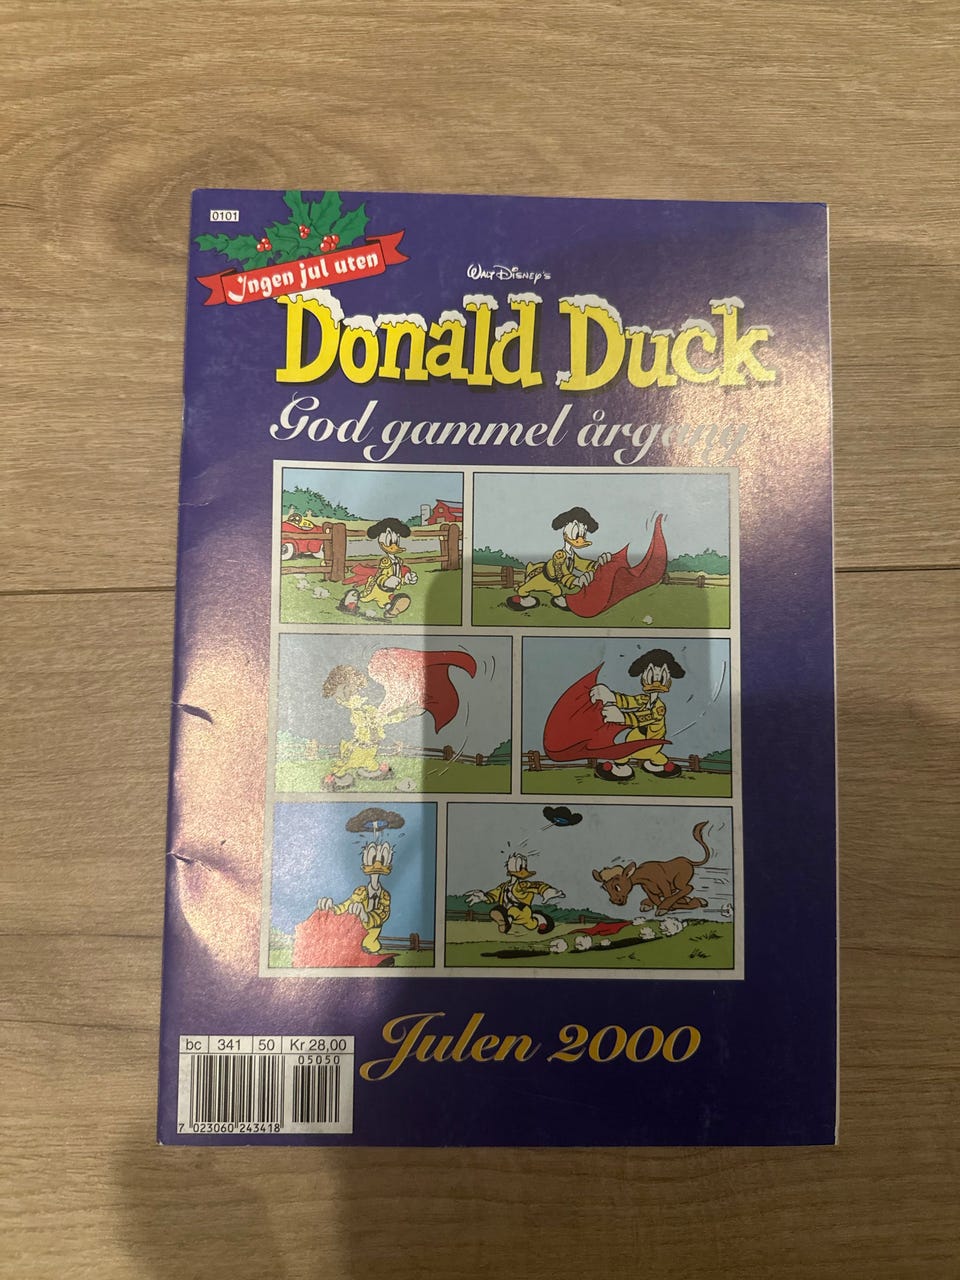 0101
Ingen jul uten
WALT DISNEY'S
Donald Duck
God gammel årgang
Julen 2000
bc 341 50 Kr 28,00
05050
7 023060 243418